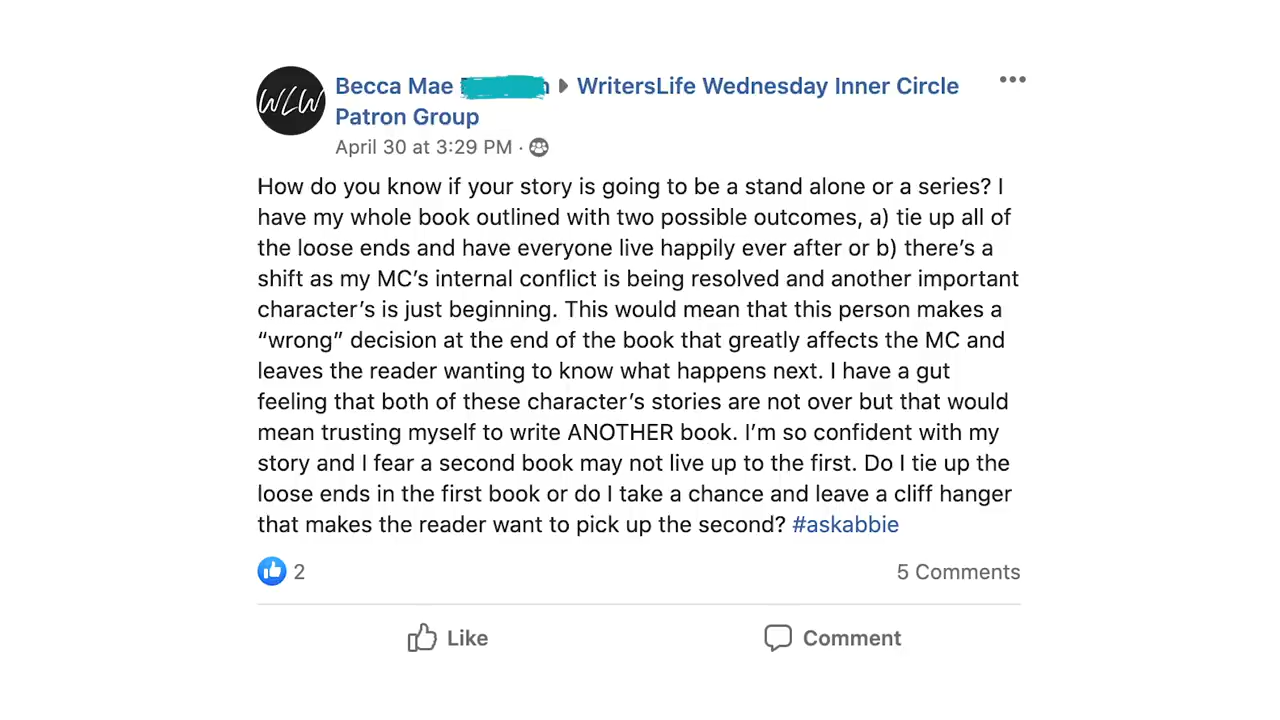 WLW
Becca Mae WritersLife Wednesday Inner Circle
Patron Group
April 30 at 3:29 PM ·
How do you know if your story is going to be a stand alone or a series? I
have my whole book outlined with two possible outcomes, a) tie up all of
the loose ends and have everyone live happily ever after or b) there’s a
shift as my MC’s internal conflict is being resolved and another important
character’s is just beginning. This would mean that this person makes a
“wrong” decision at the end of the book that greatly affects the MC and
leaves the reader wanting to know what happens next. I have a gut
feeling that both of these character’s stories are not over but that would
mean trusting myself to write ANOTHER book. I’m so confident with my
story and I fear a second book may not live up to the first. Do I tie up the
loose ends in the first book or do I take a chance and leave a cliff hanger
that makes the reader want to pick up the second? #askabbie
2 5 Comments
Like Comment